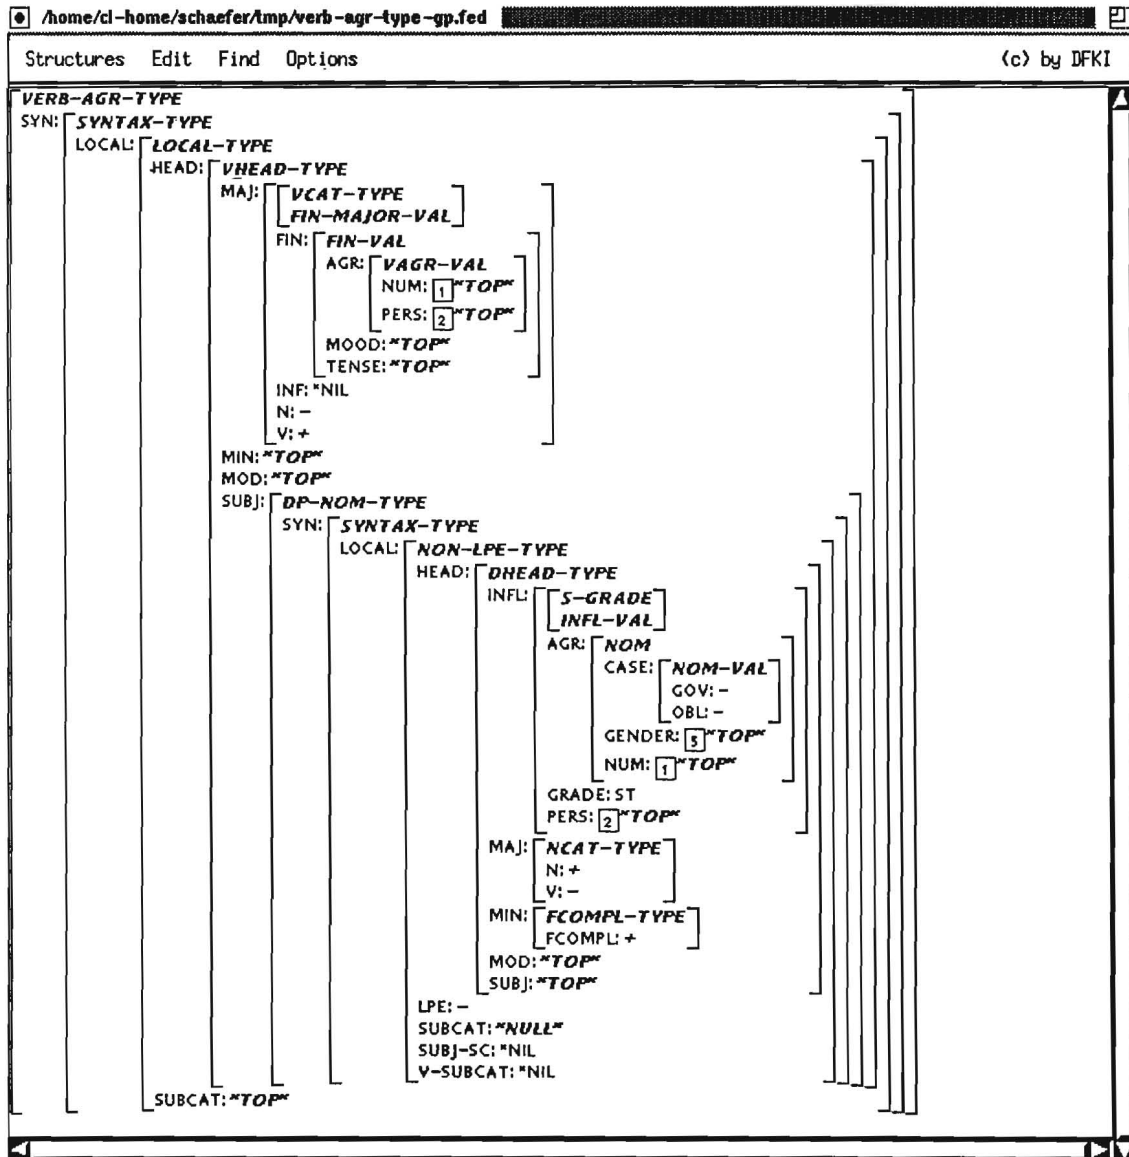 /home/cl-home/schaefer/tmp/verb-agr-type-gp.fed
Structures Edit Find Options (c) by DFKI
VERB-AGR-TYPE
SYN: SYNTAX-TYPE
LOCAL: LOCAL-TYPE
HEAD: VHEAD-TYPE
MAJ: VCAT-TYPE
FIN-MAJOR-VAL
FIN: FIN-VAL
AGR: VAGR-VAL
NUM: 1 *TOP*
PERS: 2 *TOP*
MOOD: *TOP*
TENSE: *TOP*
INF: *NIL
N: -
V: +
MIN: *TOP*
MOD: *TOP*
SUBJ: DP-NOM-TYPE
SYN: SYNTAX-TYPE
LOCAL: NON-LPE-TYPE
HEAD: DHEAD-TYPE
INFL: S-GRADE
INFL-VAL
AGR: NOM
CASE: NOM-VAL
GOV: -
OBL: -
GENDER: 3 *TOP*
NUM: 1 *TOP*
GRADE: ST
PERS: 2 *TOP*
MAJ: NCAT-TYPE
N: +
V: -
MIN: FCOMPL-TYPE
FCOMPL: +
MOD: *TOP*
SUBJ: *TOP*
LPE: -
SUBCAT: *NULL*
SUBJ-SC: *NIL
V-SUBCAT: *NIL
SUBCAT: *TOP*